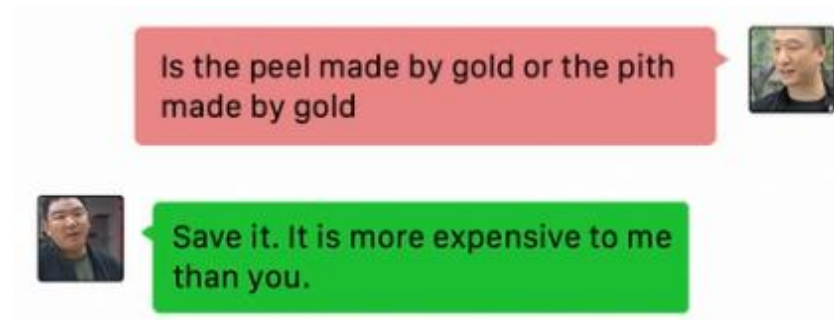 Is the peel made by gold or the pith
made by gold
Save it. It is more expensive to me
than you.